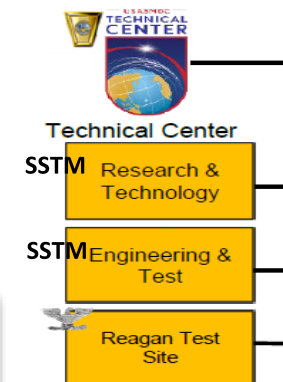 USASMDC
TECHNICAL
CENTER
Technical Center
SSTM
Research &
Technology
SSTM
Engineering &
Test
Reagan Test
Site